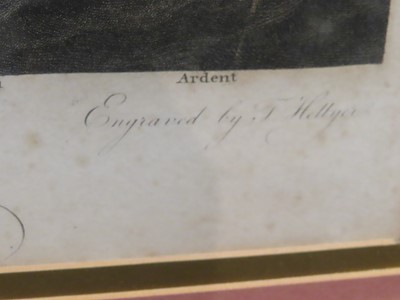 Ardent
Engraved by T. Hellyer